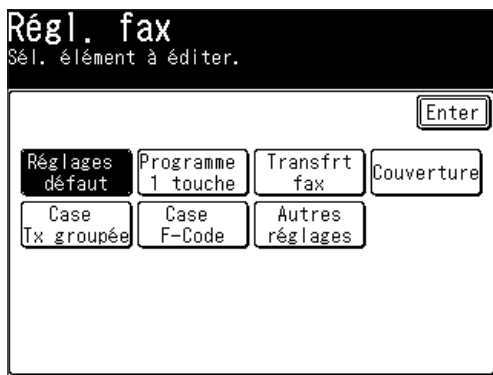 Régl. fax
Sél. élément à éditer.
Enter
Réglages défaut
Programme 1 touche
Transfrt fax
Couverture
Case Tx groupée
Case F-Code
Autres réglages